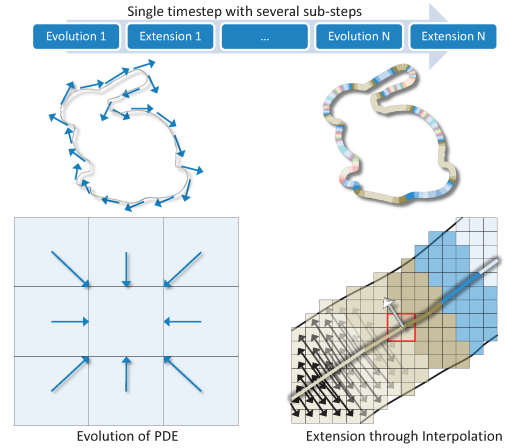 Single timestep with several sub-steps
Evolution 1 Extension 1 ... Evolution N Extension N
Evolution of PDE Extension through Interpolation